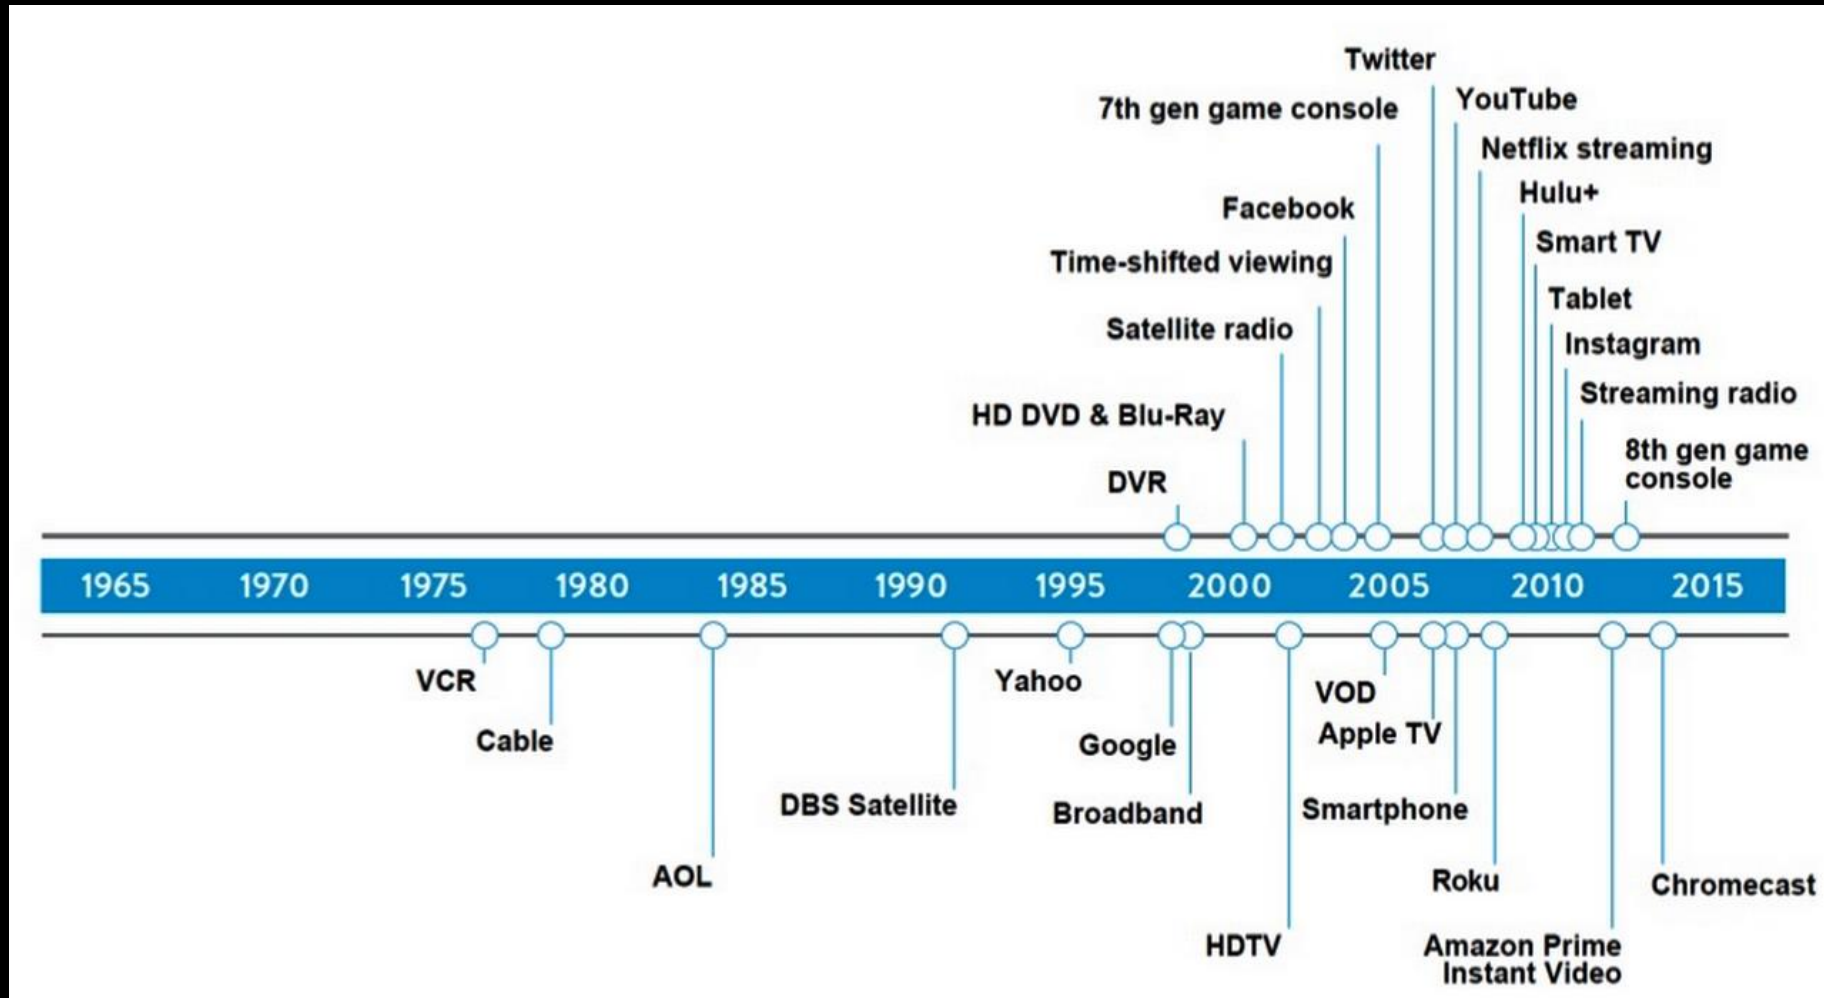 Twitter
YouTube
7th gen game console
Netflix streaming
Hulu+
Facebook
Smart TV
Time-shifted viewing
Tablet
Satellite radio
Instagram
Streaming radio
HD DVD & Blu-Ray
8th gen game
console
DVR
1965 1970 1975 1980 1985 1990 1995 2000 2005 2010 2015
VCR
Yahoo
VOD
Cable
Google
Apple TV
DBS Satellite
Broadband
Smartphone
AOL
Roku
Chromecast
HDTV
Amazon Prime
Instant Video